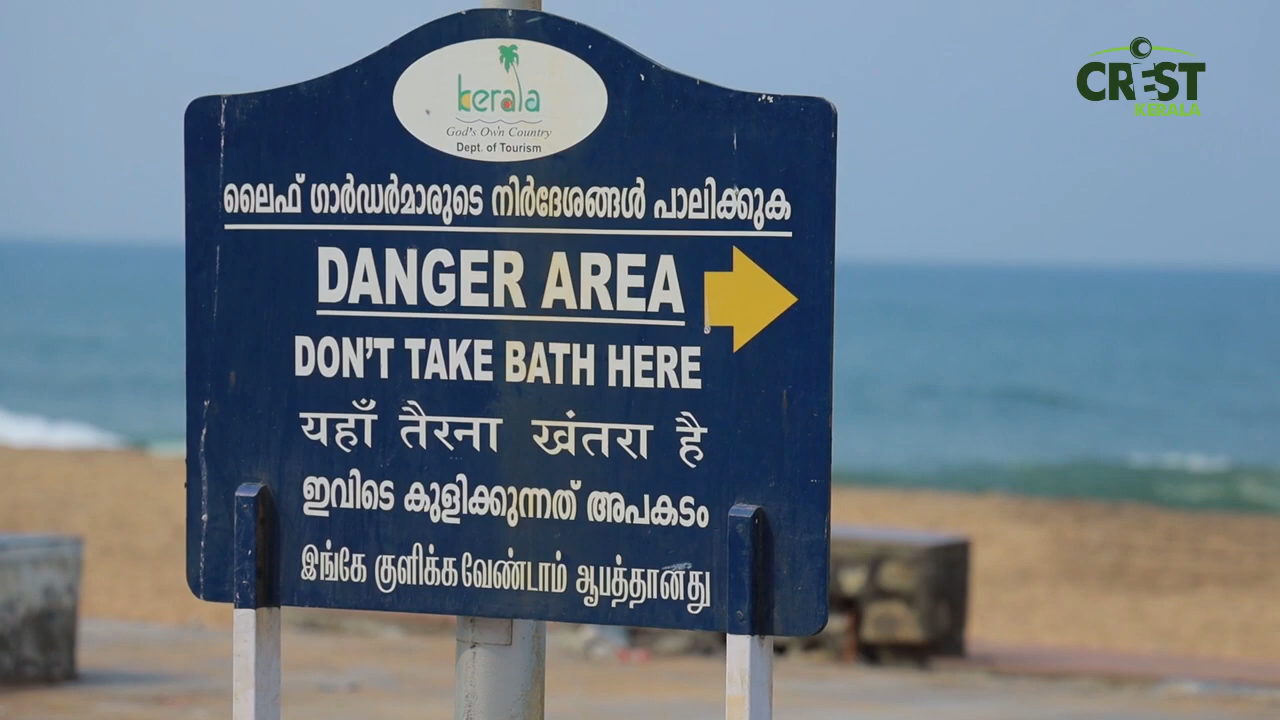 CREST
KERALA
kerala
God's Own Country
Dept. of Tourism
ലൈഫ് ഗാർഡർമാരുടെ നിർദേശങ്ങൾ പാലിക്കുക
DANGER AREA
DON'T TAKE BATH HERE
यहाँ तैरना खंतरा है
ഇവിടെ കുളിക്കുന്നത് അപകടം
இங்கே குளிக்க வேண்டாம் ஆபத்தானது